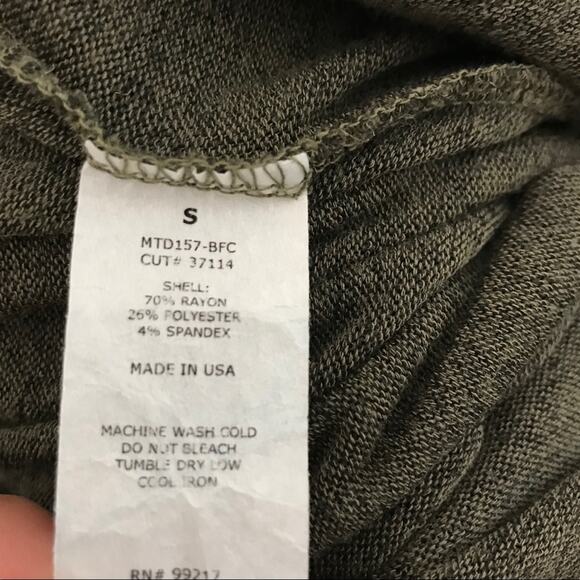 S
MTD157-BFC
CUT# 37114
SHELL:
70% RAYON
26% POLYESTER
4% SPANDEX
MADE IN USA
MACHINE WASH COLD
DO NOT BLEACH
TUMBLE DRY LOW
COOL IRON
RN# 99217